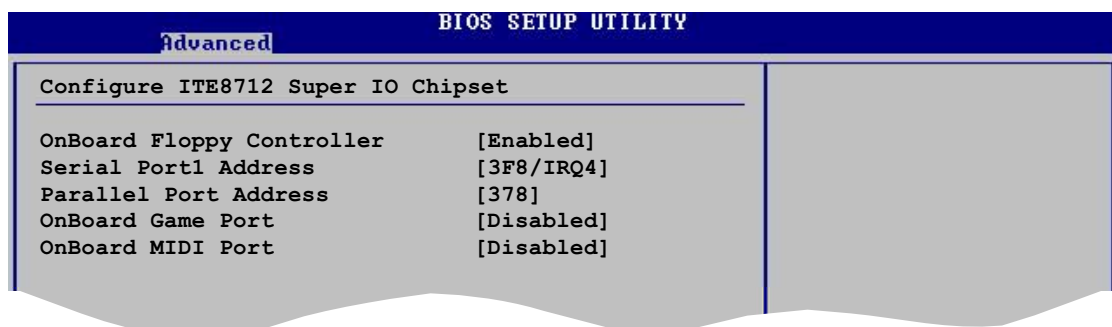 BIOS SETUP UTILITY
Advanced
Configure ITE8712 Super IO Chipset
OnBoard Floppy Controller [Enabled]
Serial Port1 Address [3F8/IRQ4]
Parallel Port Address [378]
OnBoard Game Port [Disabled]
OnBoard MIDI Port [Disabled]